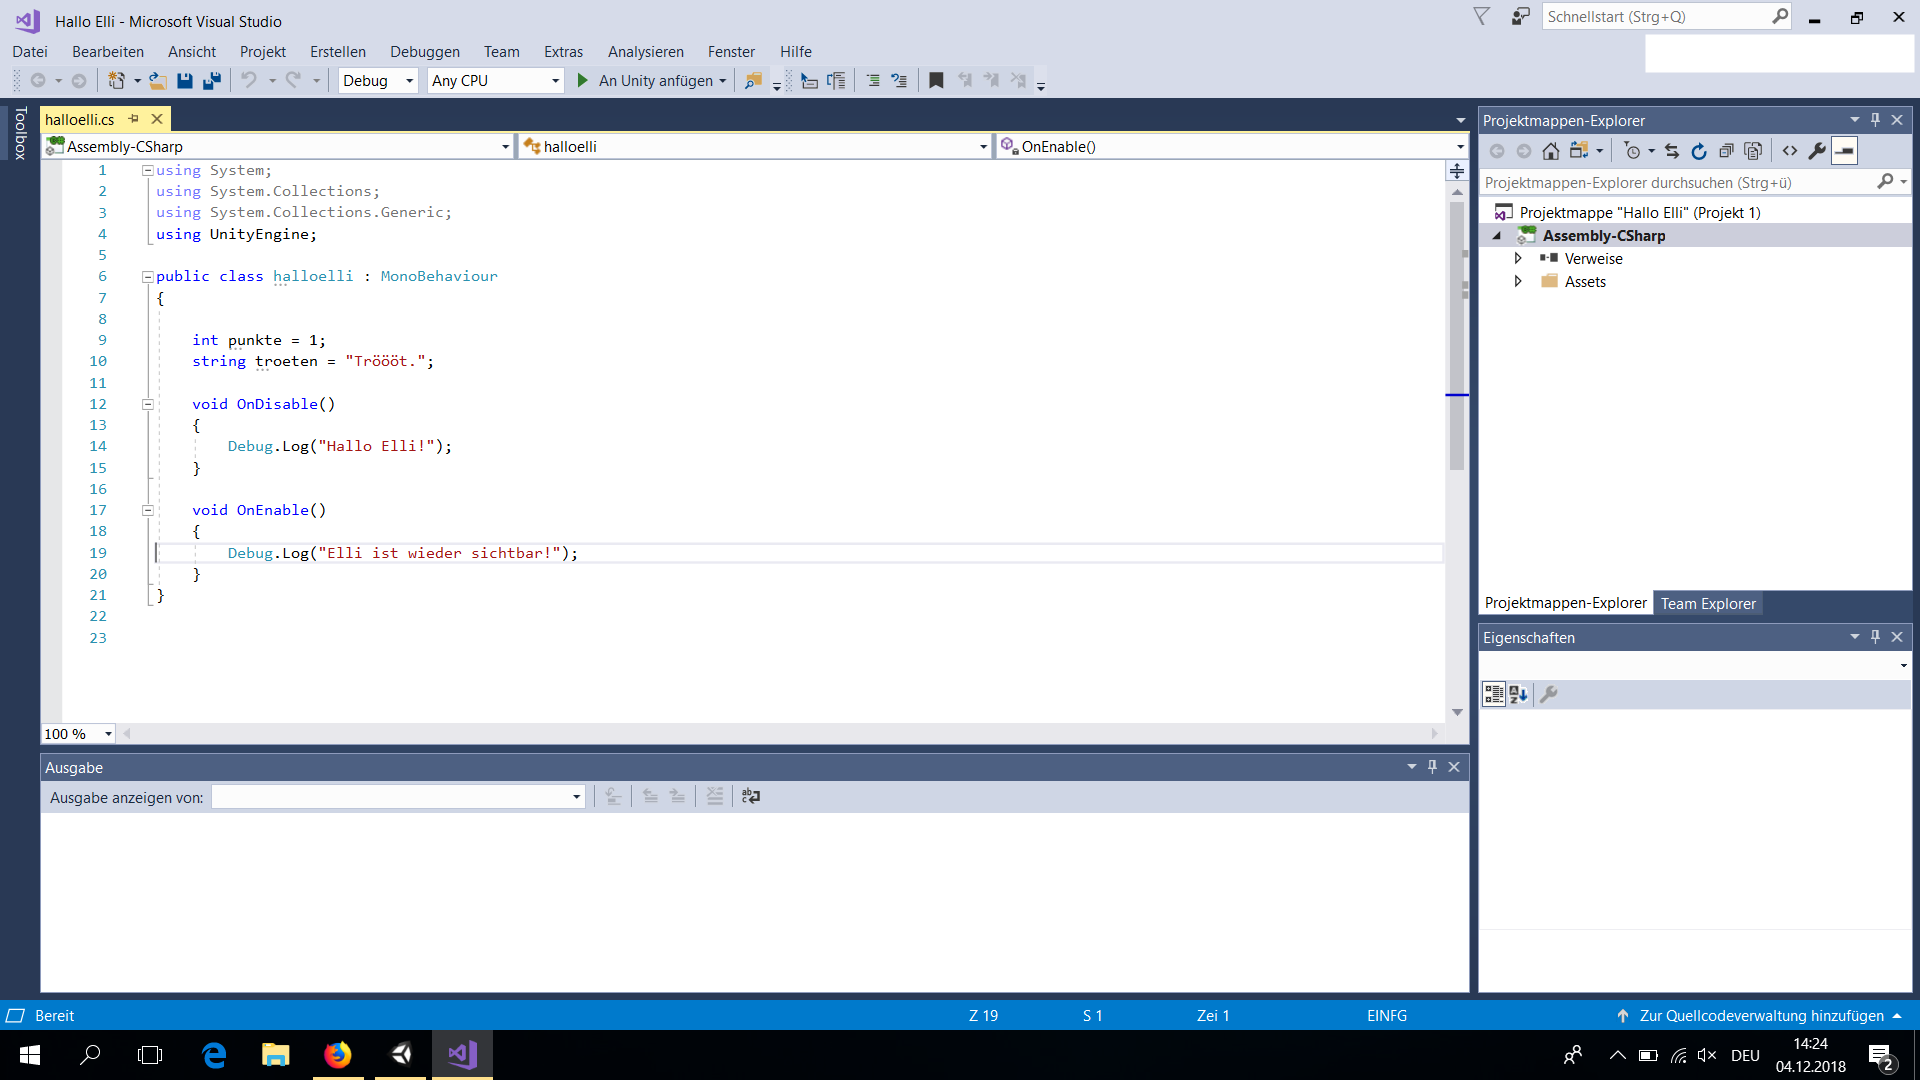 Hallo Elli - Microsoft Visual Studio
Schnellstart (Strg+Q)
Datei Bearbeiten Ansicht Projekt Erstellen Debuggen Team Extras Analysieren Fenster Hilfe
Debug Any CPU An Unity anfügen
Toolbox
halloelli.cs
Assembly-CSharp halloelli OnEnable()
1 using System;
2 using System.Collections;
3 using System.Collections.Generic;
4 using UnityEngine;
5
6 public class halloelli : MonoBehaviour
7 {
8
9 int punkte = 1;
10 string troeten = "Tröööt.";
11
12 void OnDisable()
13 {
14 Debug.Log("Hallo Elli!");
15 }
16
17 void OnEnable()
18 {
19 Debug.Log("Elli ist wieder sichtbar!");
20 }
21 }
22
23
100 %
Ausgabe
Ausgabe anzeigen von:
Projektmappen-Explorer
Projektmappen-Explorer durchsuchen (Strg+ü)
Projektmappe "Hallo Elli" (Projekt 1)
Assembly-CSharp
Verweise
Assets
Projektmappen-Explorer Team Explorer
Eigenschaften
Bereit Z 19 S 1 Zei 1 EINFG Zur Quellcodeverwaltung hinzufügen
DEU
14:24
04.12.2018
2